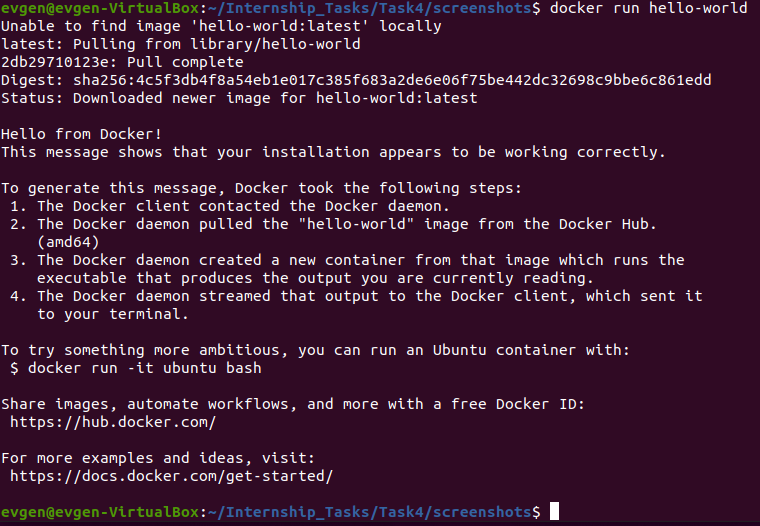 evgen@evgen-VirtualBox:~/Internship_Tasks/Task4/screenshots$ docker run hello-world
Unable to find image 'hello-world:latest' locally
latest: Pulling from library/hello-world
2db29710123e: Pull complete
Digest: sha256:4c5f3db4f8a54eb1e017c385f683a2de6e06f75be442dc32698c9bbe6c861edd
Status: Downloaded newer image for hello-world:latest

Hello from Docker!
This message shows that your installation appears to be working correctly.

To generate this message, Docker took the following steps:
 1. The Docker client contacted the Docker daemon.
 2. The Docker daemon pulled the "hello-world" image from the Docker Hub.
    (amd64)
 3. The Docker daemon created a new container from that image which runs the
    executable that produces the output you are currently reading.
 4. The Docker daemon streamed that output to the Docker client, which sent it
    to your terminal.

To try something more ambitious, you can run an Ubuntu container with:
 $ docker run -it ubuntu bash

Share images, automate workflows, and more with a free Docker ID:
 https://hub.docker.com/

For more examples and ideas, visit:
 https://docs.docker.com/get-started/

evgen@evgen-VirtualBox:~/Internship_Tasks/Task4/screenshots$